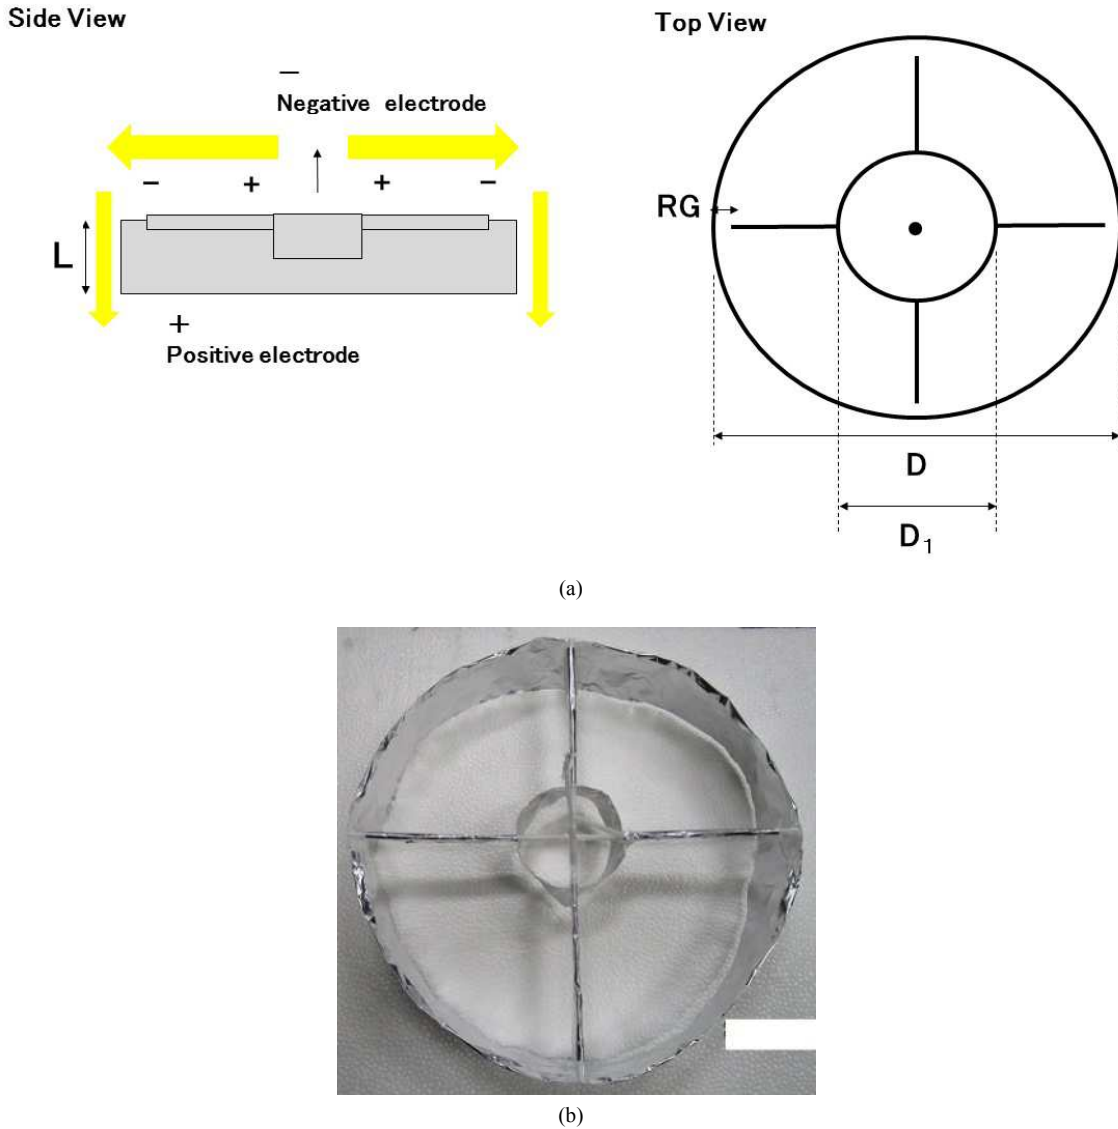 Side View
Top View
−
Negative electrode
− + + −
RG
L
+
Positive electrode
D
D1
(a)
(b)